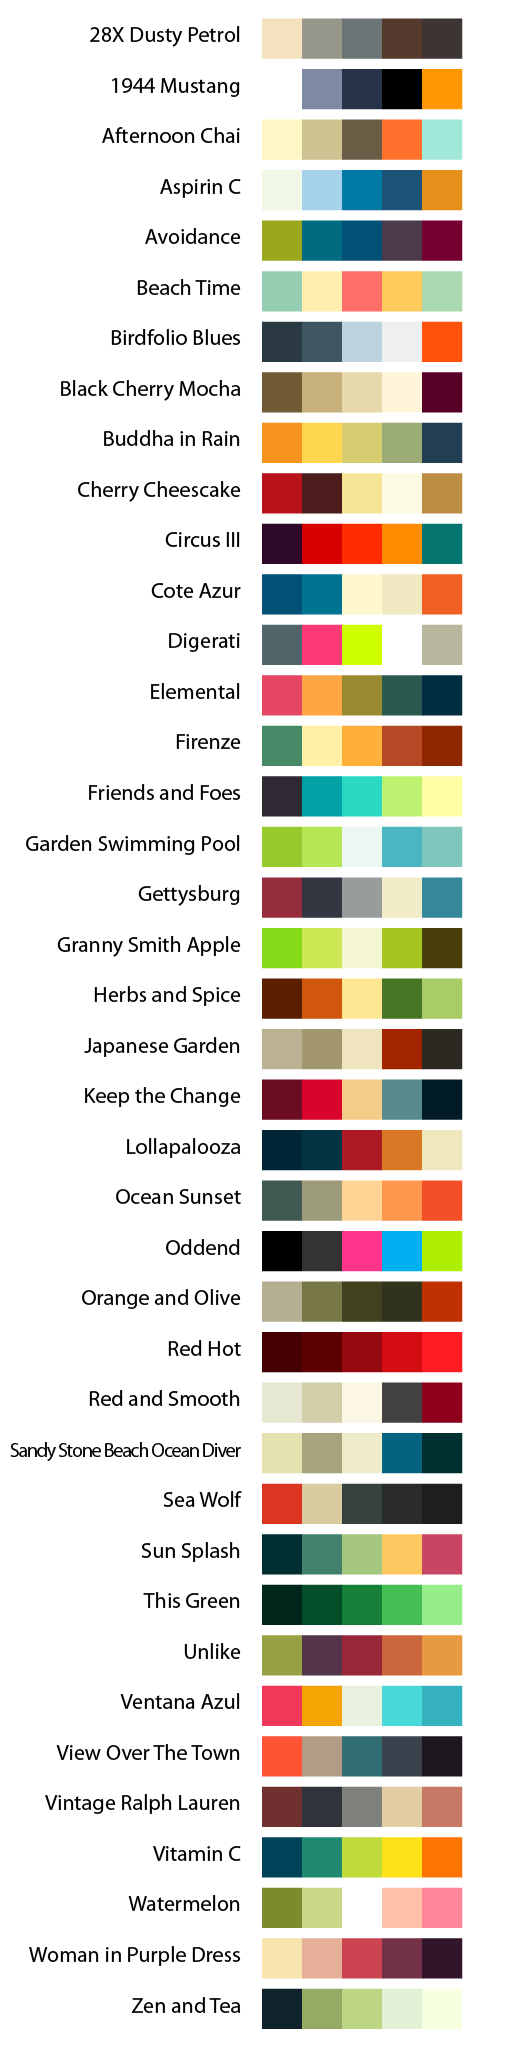 28X Dusty Petrol
1944 Mustang
Afternoon Chai
Aspirin C
Avoidance
Beach Time
Birdfolio Blues
Black Cherry Mocha
Buddha in Rain
Cherry Cheescake
Circus III
Cote Azur
Digerati
Elemental
Firenze
Friends and Foes
Garden Swimming Pool
Gettysburg
Granny Smith Apple
Herbs and Spice
Japanese Garden
Keep the Change
Lollapalooza
Ocean Sunset
Oddend
Orange and Olive
Red Hot
Red and Smooth
Sandy Stone Beach Ocean Diver
Sea Wolf
Sun Splash
This Green
Unlike
Ventana Azul
View Over The Town
Vintage Ralph Lauren
Vitamin C
Watermelon
Woman in Purple Dress
Zen and Tea